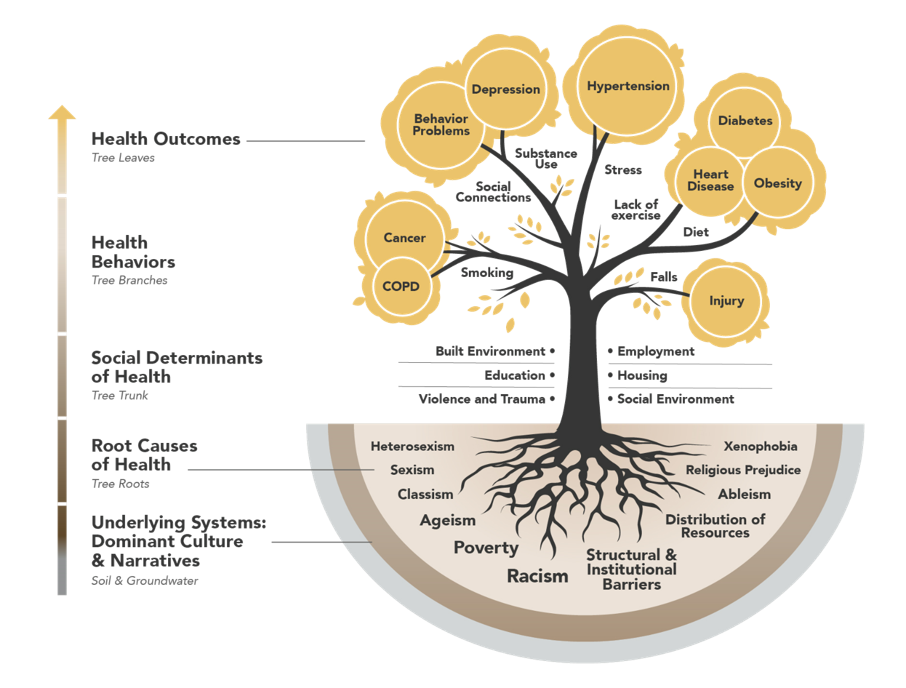 Health Outcomes
Tree Leaves
Health
Behaviors
Tree Branches
Social Determinants
of Health
Tree Trunk
Root Causes
of Health
Tree Roots
Underlying Systems:
Dominant Culture
& Narratives
Soil & Groundwater
Depression
Behavior
Problems
Hypertension
Diabetes
Heart
Disease
Obesity
Substance
Use
Social
Connections
Stress
Lack of
exercise
Diet
Cancer
COPD
Smoking
Falls
Injury
Built Environment •
Education •
Violence and Trauma •
• Employment
• Housing
• Social Environment
Heterosexism
Sexism
Classism
Ageism
Poverty
Racism
Structural &
Institutional
Barriers
Xenophobia
Religious Prejudice
Ableism
Distribution of
Resources